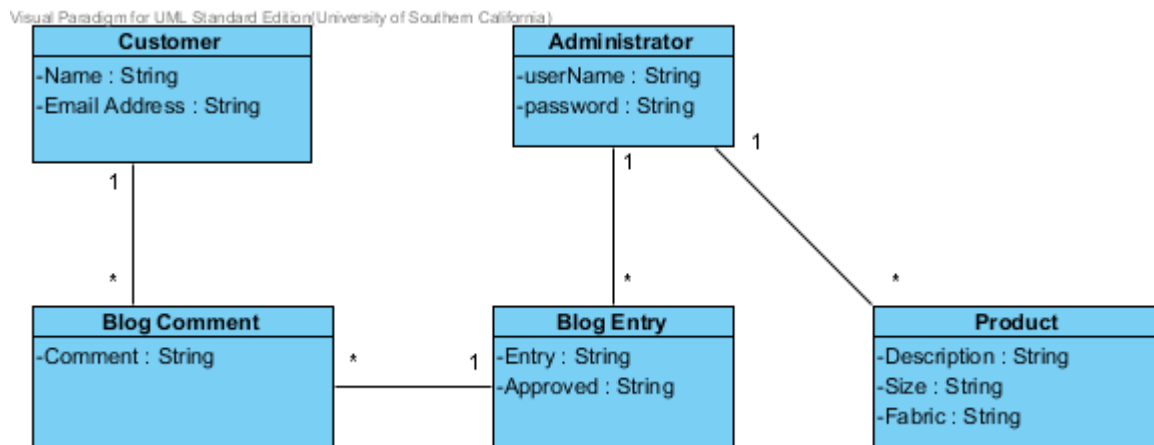 Visual Paradigm for UML Standard Edition(University of Southern California)
Customer
-Name : String
-Email Address : String
Administrator
-userName : String
-password : String
1
1
1
*
*
*
Blog Comment
-Comment : String
*
1
Blog Entry
-Entry : String
-Approved : String
Product
-Description : String
-Size : String
-Fabric : String